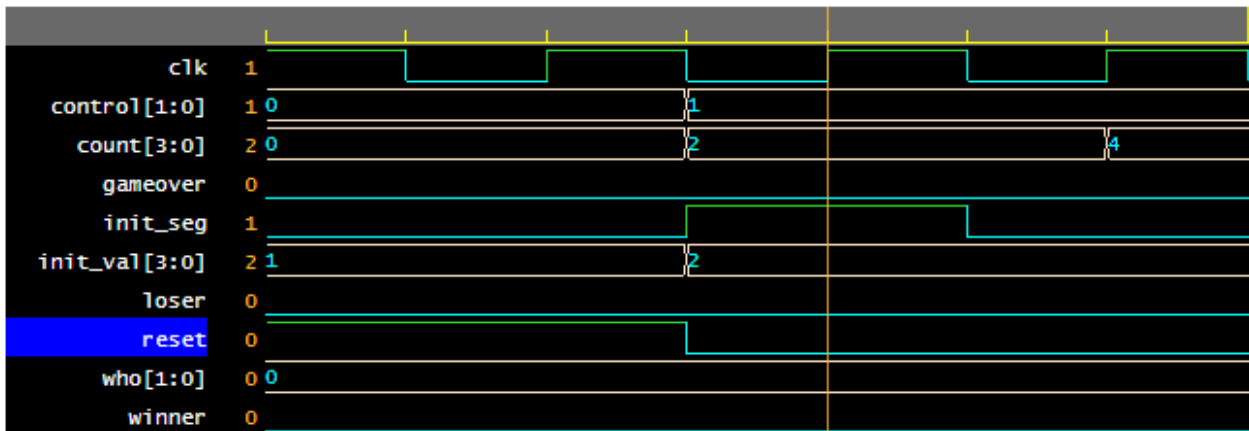 clk 1
control[1:0] 1 0 1
count[3:0] 2 0 2 4
gameover 0
init_seg 1
init_val[3:0] 2 1 2
loser 0
reset 0
who[1:0] 0 0
winner 0